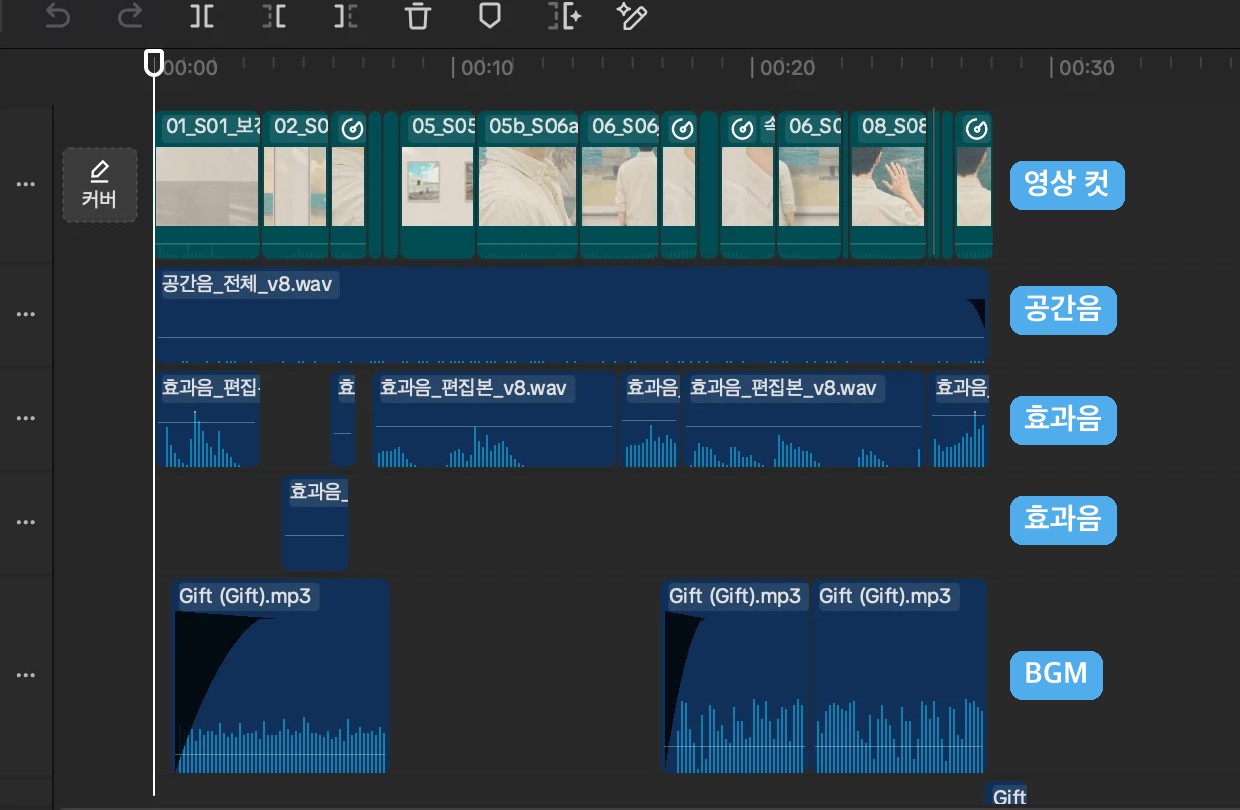 00:00 00:10 00:20 00:30
커버
01_S01_보정 02_S0 05_S05 05b_S06a 06_S06 속 06_S0 08_S08
영상 컷
공간음_전체_v8.wav
공간음
효과음_편집 효 효과음_편집본_v8.wav 효과음_ 효과음_편집본_v8.wav 효과음_
효과음
효과음_
효과음
Gift (Gift).mp3 Gift (Gift).mp3 Gift (Gift).mp3
BGM
Gift